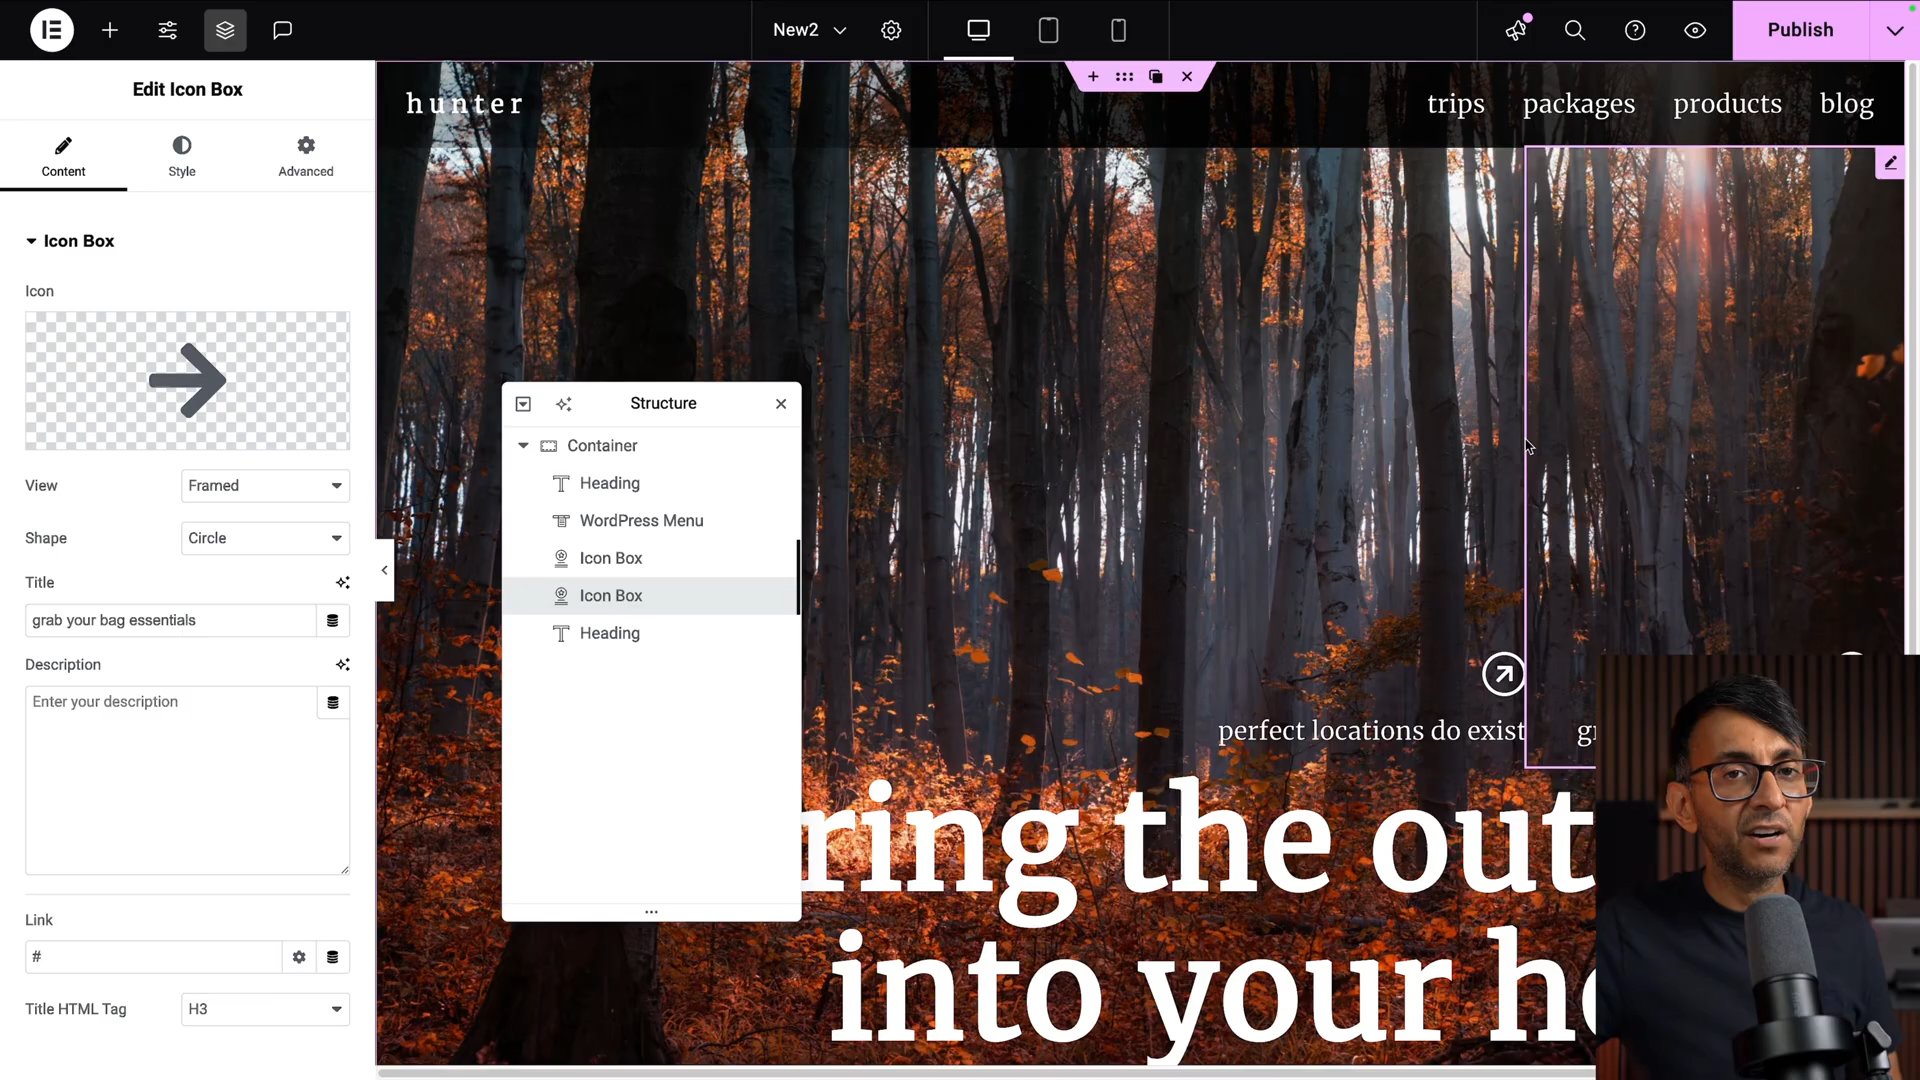 New2
Publish
Edit Icon Box
Content
Style
Advanced
Icon Box
Icon
View
Framed
Shape
Circle
Title
grab your bag essentials
Description
Enter your description
Link
#
Title HTML Tag
H3
hunter
trips
packages
products
blog
Structure
Container
Heading
WordPress Menu
Icon Box
Icon Box
Heading
perfect locations do exist
ring the out
into your